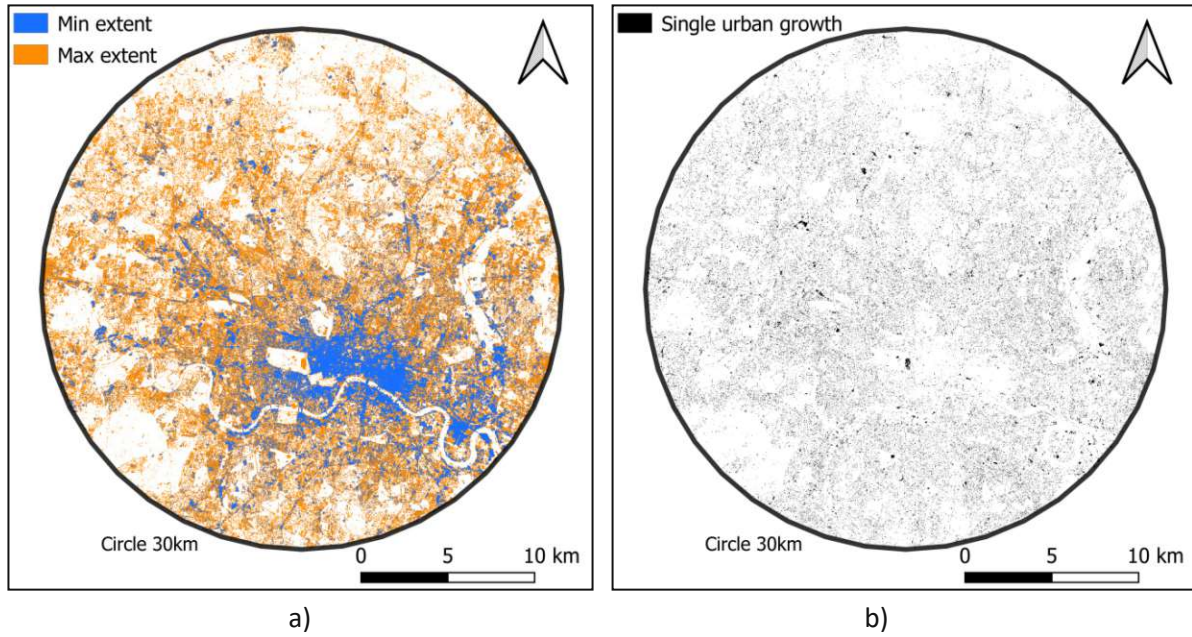 Min extent
Max extent
Circle 30km
0 5 10 km
a)
Single urban growth
Circle 30km
0 5 10 km
b)